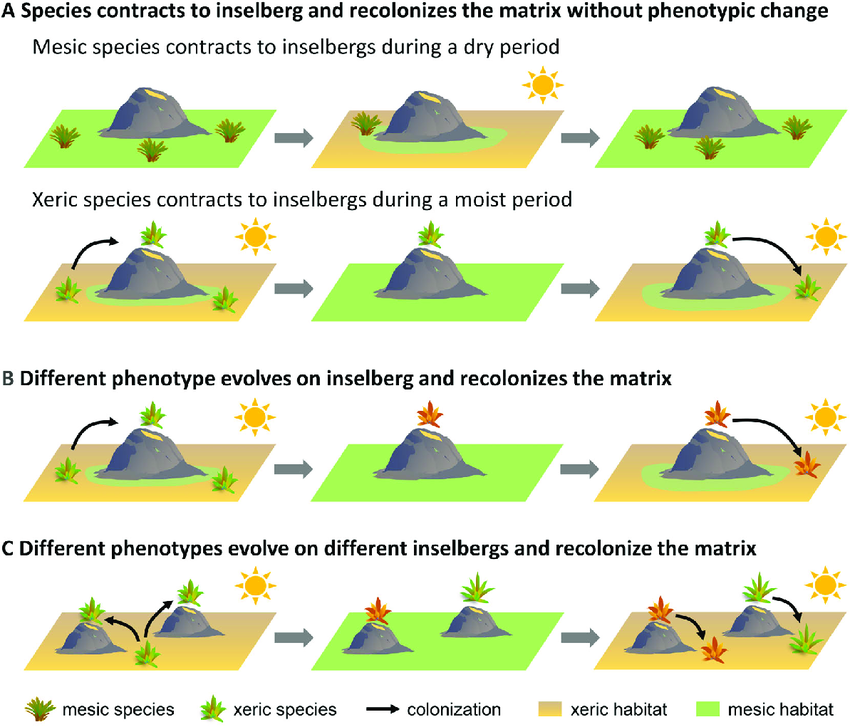 A Species contracts to inselberg and recolonizes the matrix without phenotypic change
Mesic species contracts to inselbergs during a dry period
Xeric species contracts to inselbergs during a moist period
B Different phenotype evolves on inselberg and recolonizes the matrix
C Different phenotypes evolve on different inselbergs and recolonize the matrix
mesic species xeric species colonization xeric habitat mesic habitat